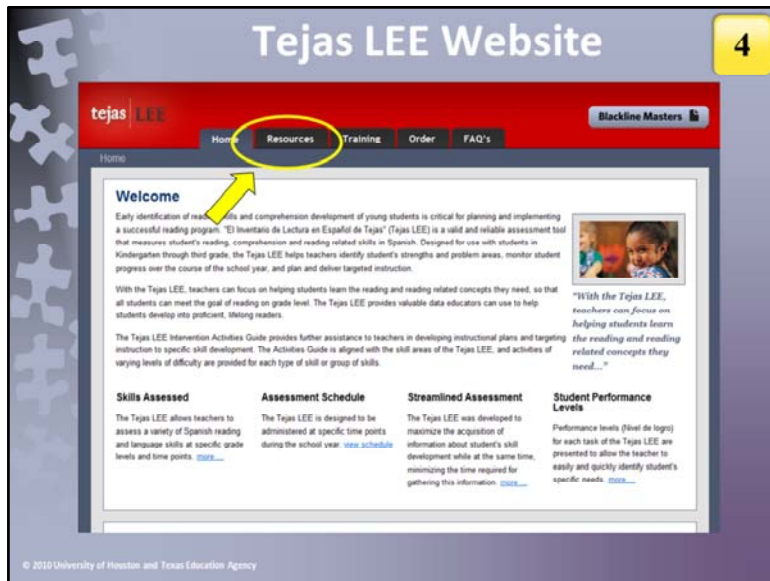 Tejas LEE Website
4
tejas LEE
Blackline Masters
Home
Resources
Training
Order
FAQ's
Home
Welcome
Early identification of reading skills and comprehension development of young students is critical for planning and implementing
a successful reading program. "El Inventario de Lectura en Español de Tejas" (Tejas LEE) is a valid and reliable assessment tool
that measures student's reading, comprehension and reading related skills in Spanish. Designed for use with students in
Kindergarten through third grade, the Tejas LEE helps teachers identify student's strengths and problem areas, monitor student
progress over the course of the school year, and plan and deliver targeted instruction.
With the Tejas LEE, teachers can focus on helping students learn the reading and reading related concepts they need, so that
all students can meet the goal of reading on grade level. The Tejas LEE provides valuable data educators can use to help
students develop into proficient, lifelong readers.
The Tejas LEE Intervention Activities Guide provides further assistance to teachers in developing instructional plans and targeting
instruction to specific skill development. The Activities Guide is aligned with the skill areas of the Tejas LEE, and activities of
varying levels of difficulty are provided for each type of skill or group of skills.
"With the Tejas LEE,
teachers can focus on
helping students learn
the reading and reading
related concepts they
need..."
Skills Assessed
The Tejas LEE allows teachers to
assess a variety of Spanish reading
and language skills at specific grade
levels and time points. more ...
Assessment Schedule
The Tejas LEE is designed to be
administered at specific time points
during the school year. view schedule
Streamlined Assessment
The Tejas LEE was developed to
maximize the acquisition of
information about student's skill
development while at the same time,
minimizing the time required for
gathering this information. more ...
Student Performance
Levels
Performance levels (Nivel de logro)
for each task of the Tejas LEE are
presented to allow the teacher to
easily and quickly identify student's
specific needs. more ...
© 2010 University of Houston and Texas Education Agency